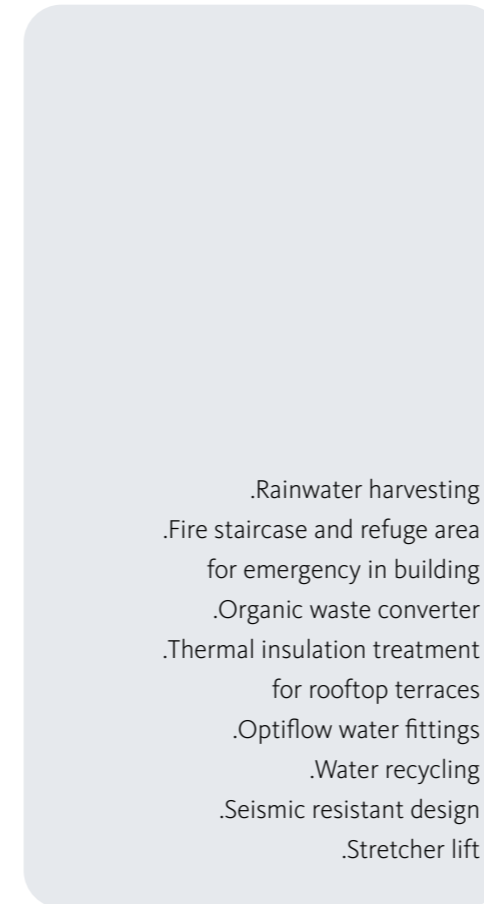 .Rainwater harvesting
.Fire staircase and refuge area
for emergency in building
.Organic waste converter
.Thermal insulation treatment
for rooftop terraces
.Optiflow water fittings
.Water recycling
.Seismic resistant design
.Stretcher lift